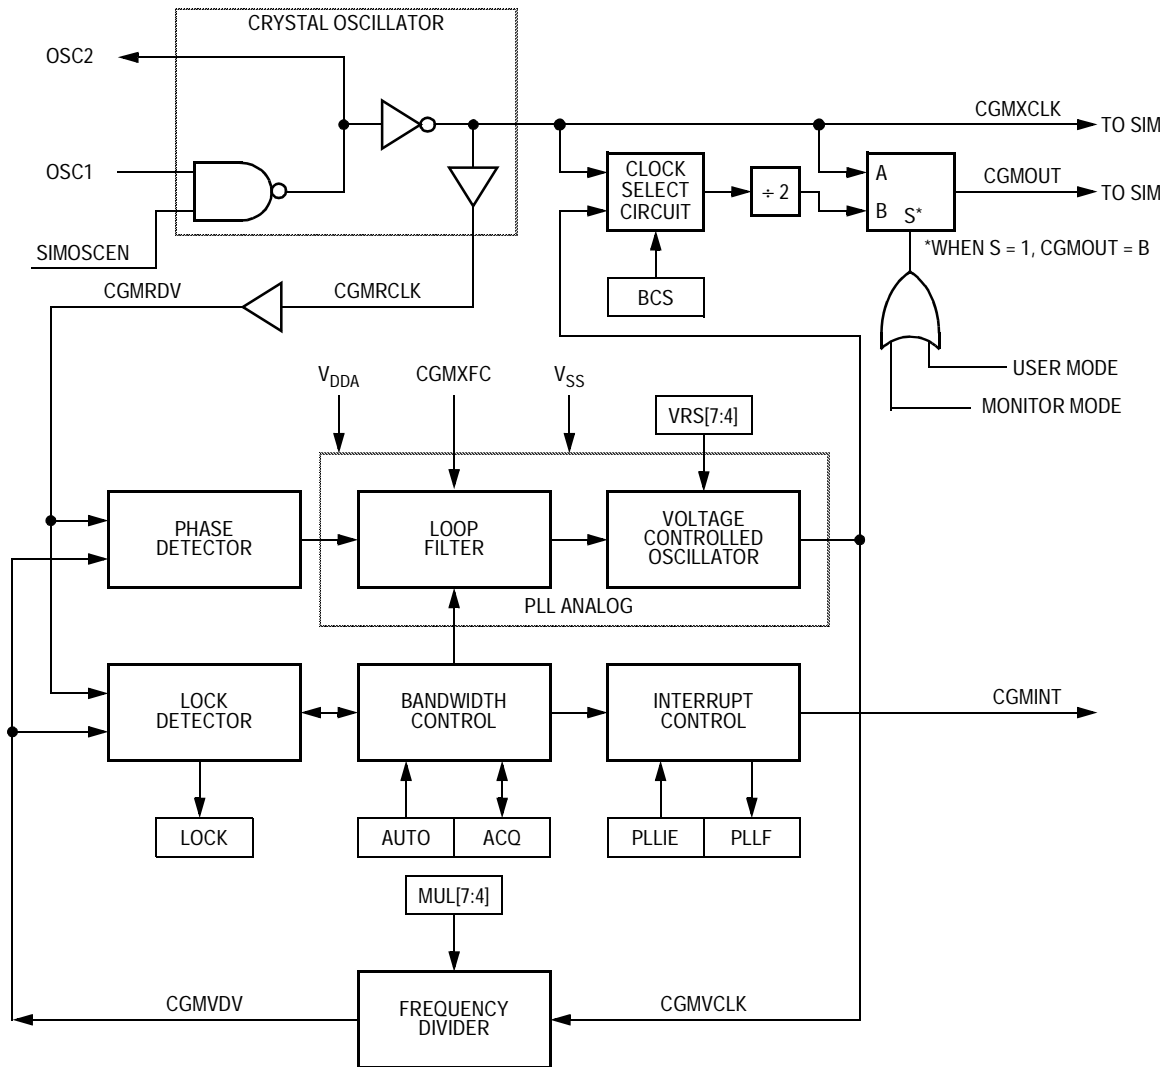 CRYSTAL OSCILLATOR
OSC2
CGMXCLK
TO SIM
OSC1
CLOCK
SELECT
CIRCUIT
÷ 2
A
B
S*
CGMOUT
TO SIM
SIMOSCEN
*WHEN S = 1, CGMOUT = B
CGMRDV
CGMRCLK
BCS
VDDA
CGMXFC
VSS
USER MODE
MONITOR MODE
VRS[7:4]
PHASE
DETECTOR
LOOP
FILTER
VOLTAGE
CONTROLLED
OSCILLATOR
PLL ANALOG
LOCK
DETECTOR
BANDWIDTH
CONTROL
INTERRUPT
CONTROL
CGMINT
LOCK
AUTO
ACQ
PLLIE
PLLF
MUL[7:4]
CGMVDV
FREQUENCY
DIVIDER
CGMVCLK